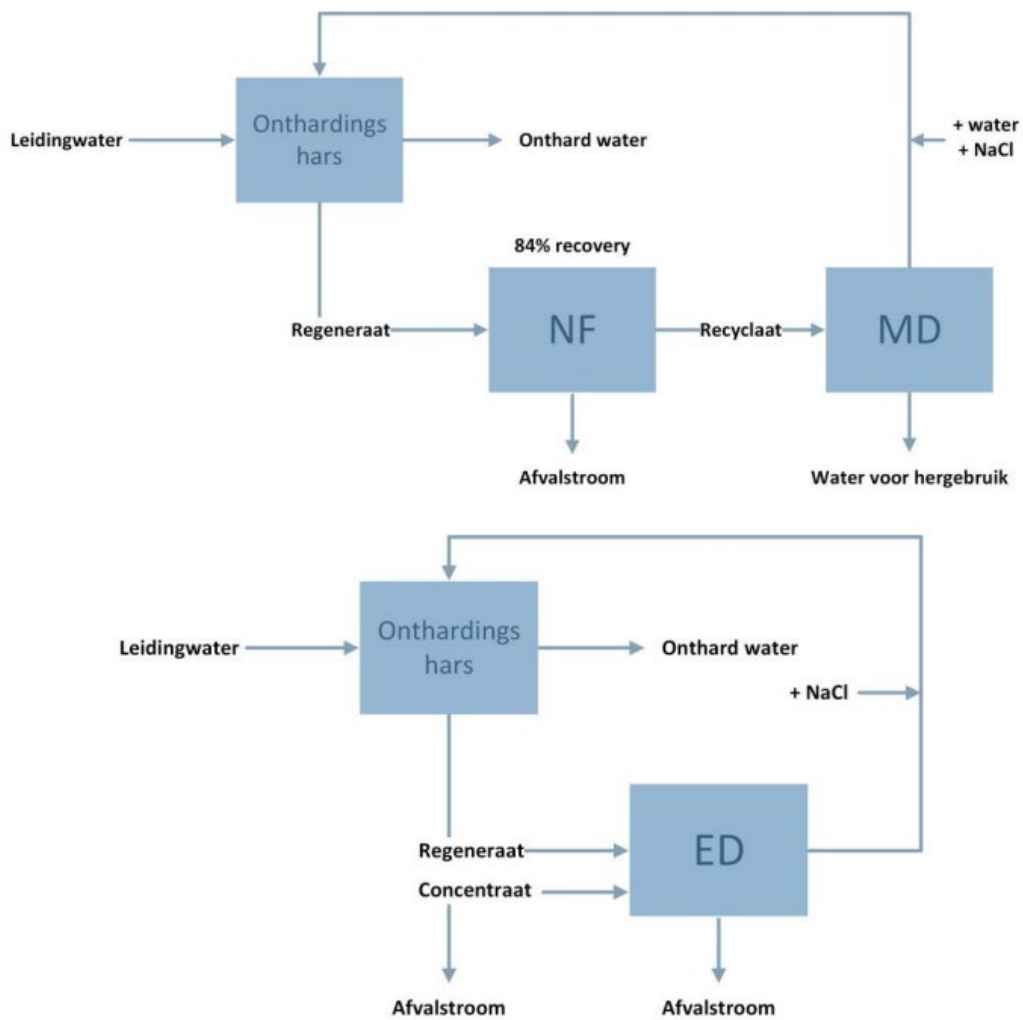 Onthardings
hars
Leidingwater
Onthard water
+ water
+ NaCl
84% recovery
Regeneraat
NF
Recyclaat
MD
Afvalstroom
Water voor hergebruik
Onthardings
hars
Leidingwater
Onthard water
+ NaCl
Regeneraat
Concentraat
ED
Afvalstroom
Afvalstroom